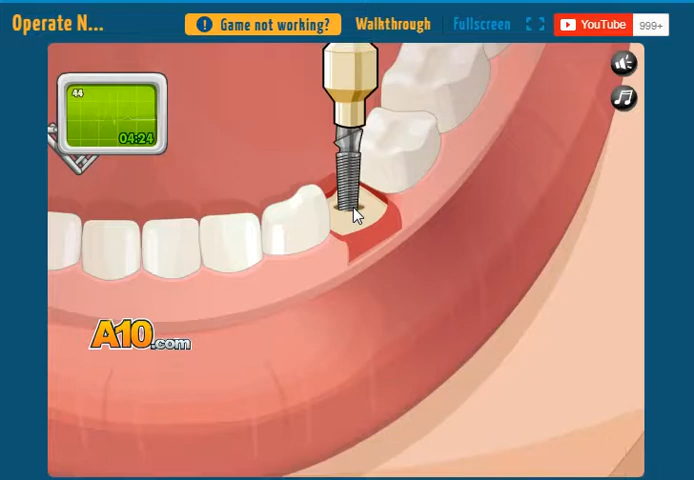 Operate N...
Game not working?
Walkthrough
Fullscreen
YouTube
999+
44
04:24
A10.com